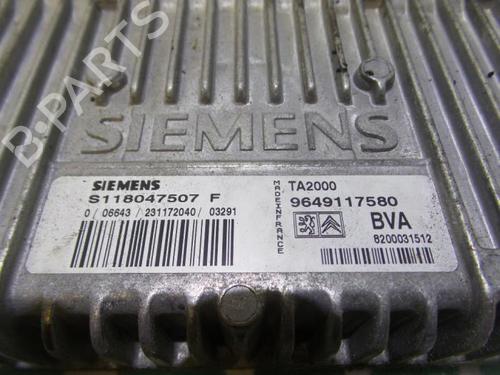 B-PARTS
SIEMENS
SIEMENS
S118047507 F
0 / 06643 / 231172040 / 03291
MADE IN FRANCE
TA2000
9649117580
BVA
8200031512